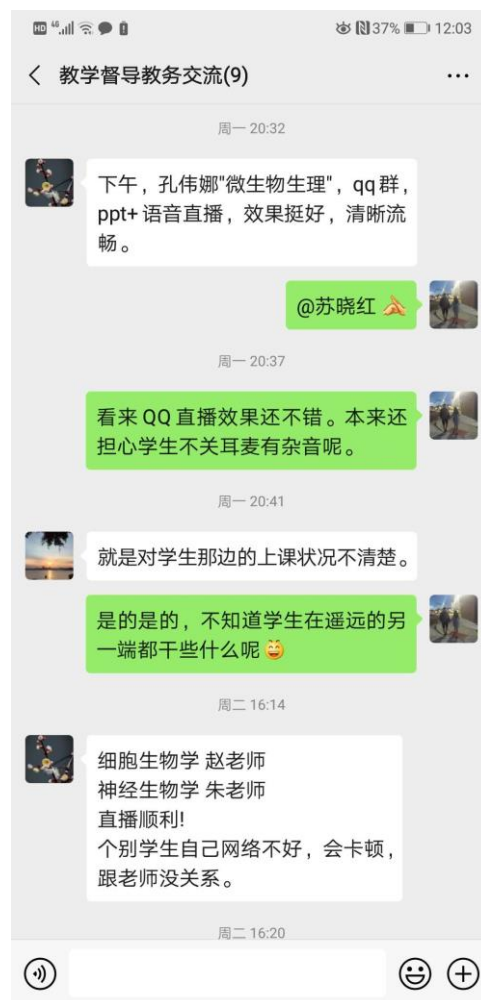 HD 4G 37% 12:03
教学督导教务交流(9)
周一 20:32
下午，孔伟娜"微生物生理"，qq群，
ppt+语音直播，效果挺好，清晰流
畅。
@苏晓红
周一 20:37
看来QQ直播效果还不错。本来还
担心学生不关耳麦有杂音呢。
周一 20:41
就是对学生那边的上课状况不清楚。
是的是的，不知道学生在遥远的另
一端都干些什么呢
周二 16:14
细胞生物学 赵老师
神经生物学 朱老师
直播顺利!
个别学生自己网络不好，会卡顿，
跟老师没关系。
周二 16:20